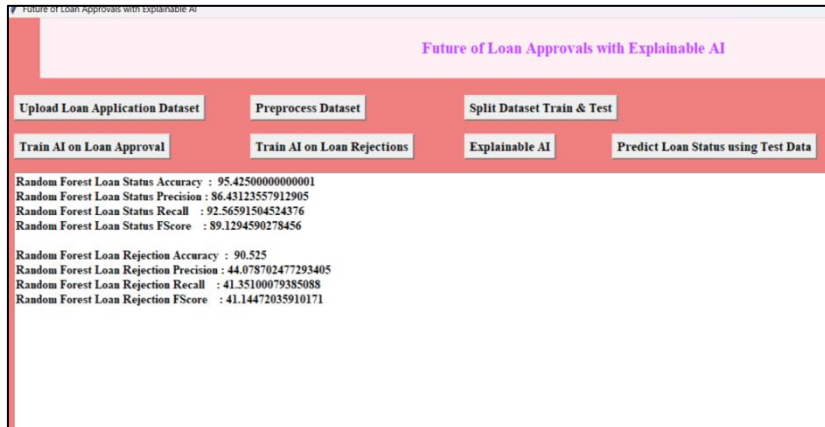 Future of Loan Approvals with Explainable AI
Future of Loan Approvals with Explainable AI
Upload Loan Application Dataset Preprocess Dataset Split Dataset Train & Test
Train AI on Loan Approval Train AI on Loan Rejections Explainable AI Predict Loan Status using Test Data
Random Forest Loan Status Accuracy : 95.42500000000001
Random Forest Loan Status Precision : 86.43123557912905
Random Forest Loan Status Recall : 92.56591504524376
Random Forest Loan Status FScore : 89.1294590278456
Random Forest Loan Rejection Accuracy : 90.525
Random Forest Loan Rejection Precision : 44.078702477293405
Random Forest Loan Rejection Recall : 41.35100079385088
Random Forest Loan Rejection FScore : 41.14472035910171